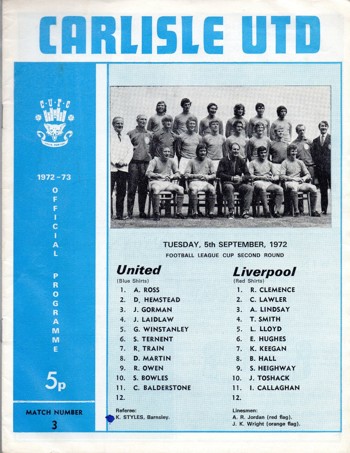 CARLISLE UTD
C.U.F.C
1972-73
OFFICIAL PROGRAMME
5p
MATCH NUMBER
3
TUESDAY, 5th SEPTEMBER, 1972
FOOTBALL LEAGUE CUP SECOND ROUND
United
(Blue Shirts)
1. A. ROSS
2. D. HEMSTEAD
3. J. GORMAN
4. J. LAIDLAW
5. G. WINSTANLEY
6. S. TERNENT
7. R. TRAIN
8. D. MARTIN
9. R. OWEN
10. S. BOWLES
11. C. BALDERSTONE
12.
Referee:
K. STYLES, Barnsley.
Liverpool
(Red Shirts)
1. R. CLEMENCE
2. C. LAWLER
3. A. LINDSAY
4. T. SMITH
5. L. LLOYD
6. E. HUGHES
7. K. KEEGAN
8. B. HALL
9. S. HEIGHWAY
10. J. TOSHACK
11. I. CALLAGHAN
12.
Linesmen:
A. R. Jordan (red flag).
J. K. Wright (orange flag).